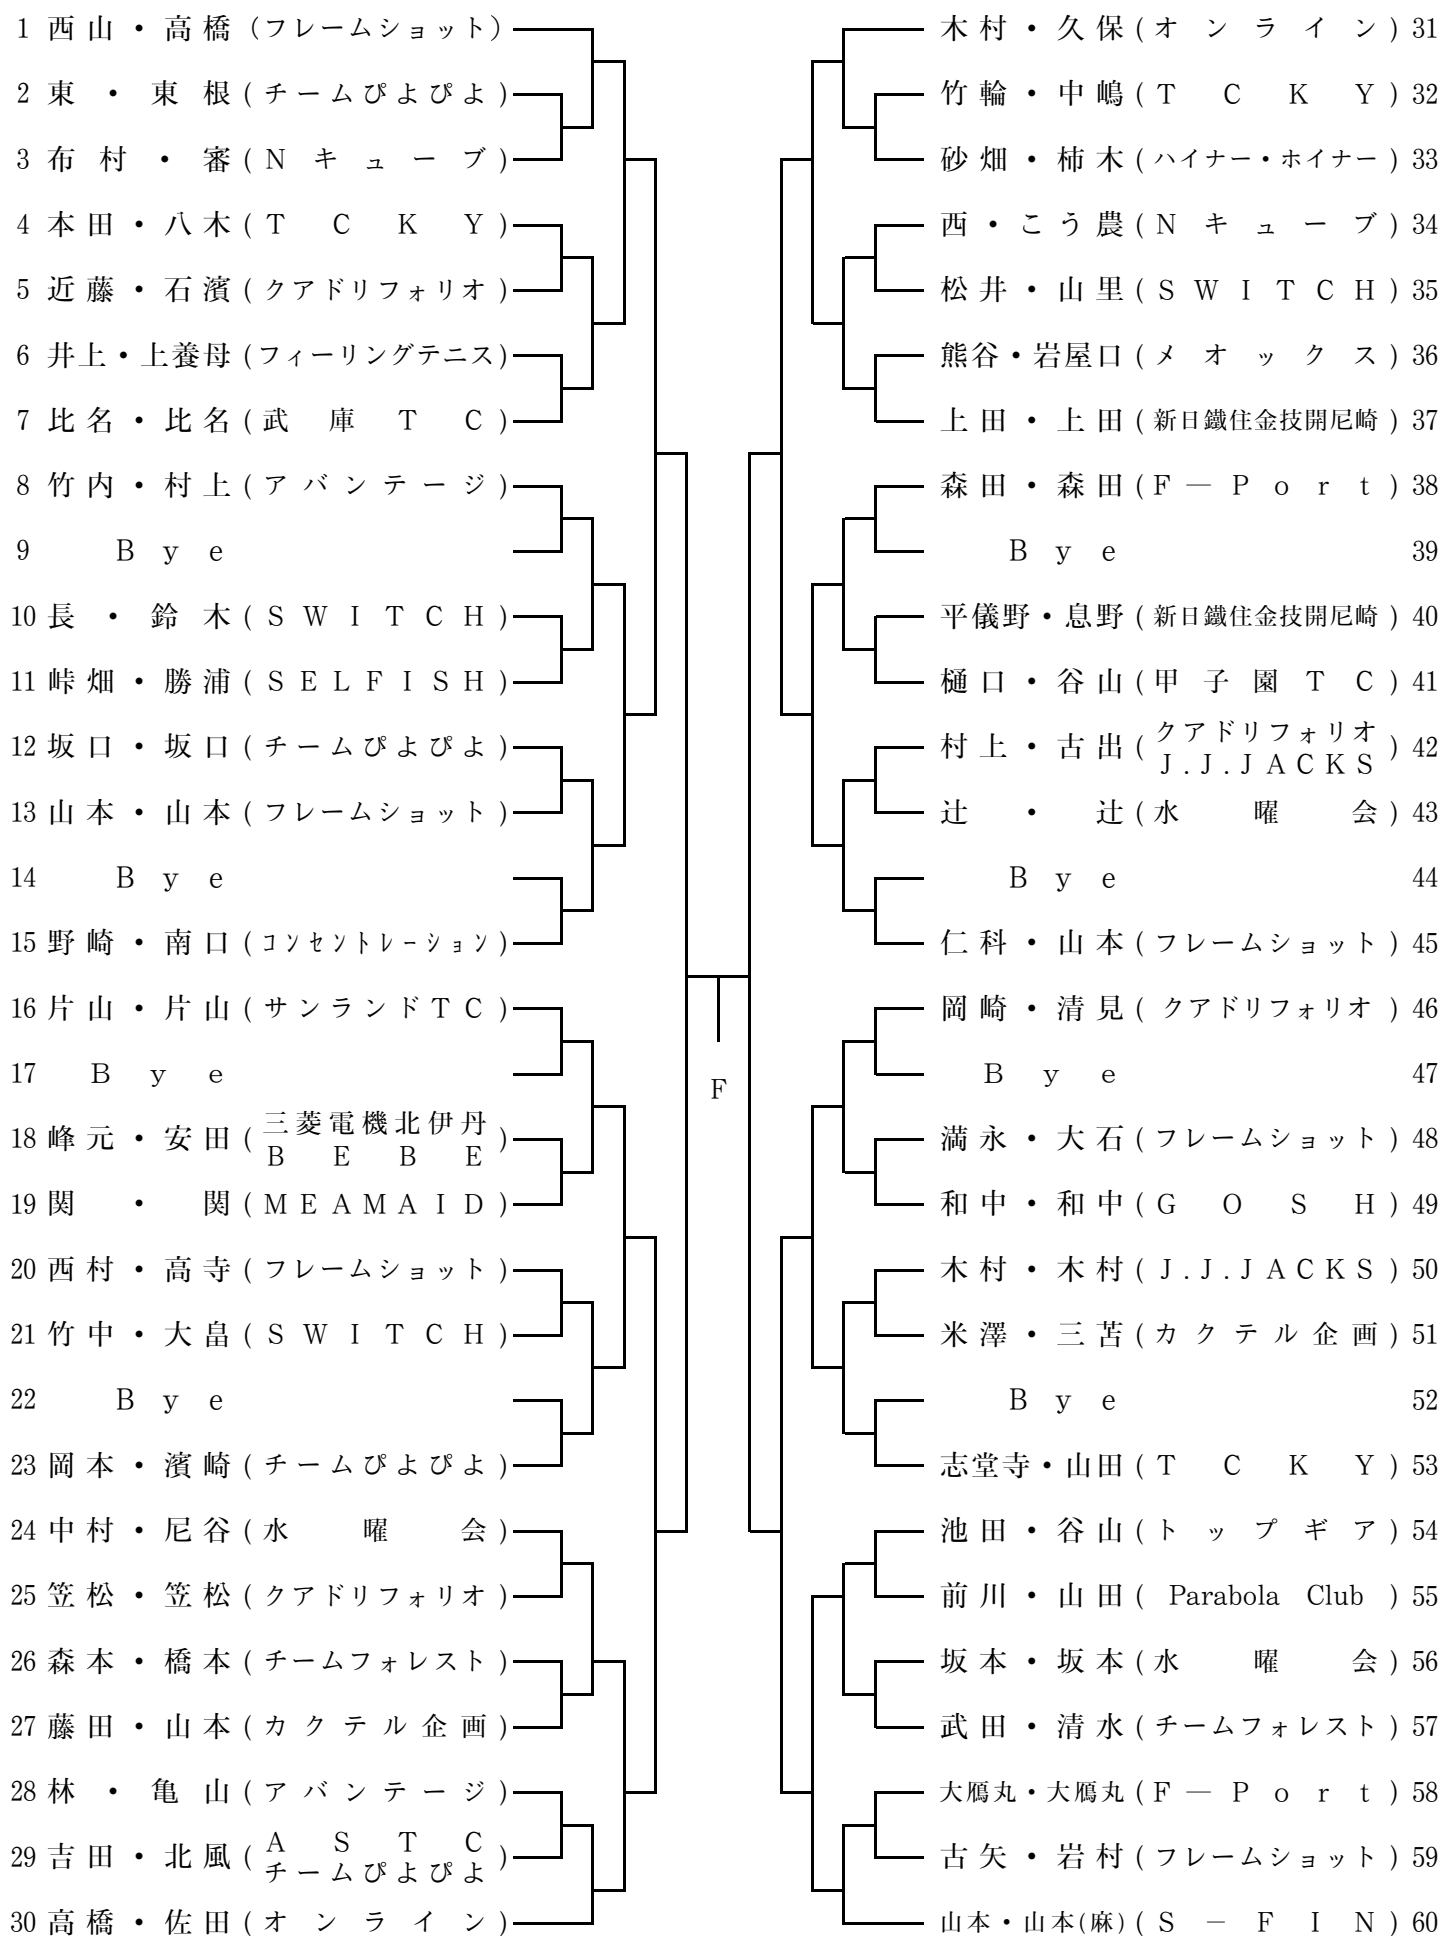 1 西山・高橋(フレームショット)
2 東・東根(チームぴよぴよ)
3 布村・審(Nキューブ)
4 本田・八木(TCKY)
5 近藤・石濱(クアドリフォリオ)
6 井上・上養母(フィーリングテニス)
7 比名・比名(武庫TC)
8 竹内・村上(アバンテージ)
9 Bye
10 長・鈴木(SWITCH)
11 峠畑・勝浦(SELFISH)
12 坂口・坂口(チームぴよぴよ)
13 山本・山本(フレームショット)
14 Bye
15 野崎・南口(コンセントレーション)
16 片山・片山(サンランドTC)
17 Bye
18 峰元・安田(三菱電機北伊丹
BEBE)
19 関・関(MEAMAID)
20 西村・高寺(フレームショット)
21 竹中・大畠(SWITCH)
22 Bye
23 岡本・濱崎(チームぴよぴよ)
24 中村・尼谷(水曜会)
25 笠松・笠松(クアドリフォリオ)
26 森本・橋本(チームフォレスト)
27 藤田・山本(カクテル企画)
28 林・亀山(アバンテージ)
29 吉田・北風(ASTC
チームぴよぴよ)
30 高橋・佐田(オンライン)
F
木村・久保(オンライン) 31
竹輪・中嶋(TCKY) 32
砂畑・柿木(ハイナー・ホイナー) 33
西・こう農(Nキューブ) 34
松井・山里(SWITCH) 35
熊谷・岩屋口(メオックス) 36
上田・上田(新日鐵住金技開尼崎) 37
森田・森田(F―Port) 38
Bye 39
平儀野・息野(新日鐵住金技開尼崎) 40
樋口・谷山(甲子園TC) 41
村上・古出(クアドリフォリオ
J.J.JACKS) 42
辻・辻(水曜会) 43
Bye 44
仁科・山本(フレームショット) 45
岡崎・清見(クアドリフォリオ) 46
Bye 47
満永・大石(フレームショット) 48
和中・和中(GOSH) 49
木村・木村(J.J.JACKS) 50
米澤・三苫(カクテル企画) 51
Bye 52
志堂寺・山田(TCKY) 53
池田・谷山(トップギア) 54
前川・山田(Parabola Club) 55
坂本・坂本(水曜会) 56
武田・清水(チームフォレスト) 57
大鴈丸・大鴈丸(F―Port) 58
古矢・岩村(フレームショット) 59
山本・山本(麻)(S－FIN) 60